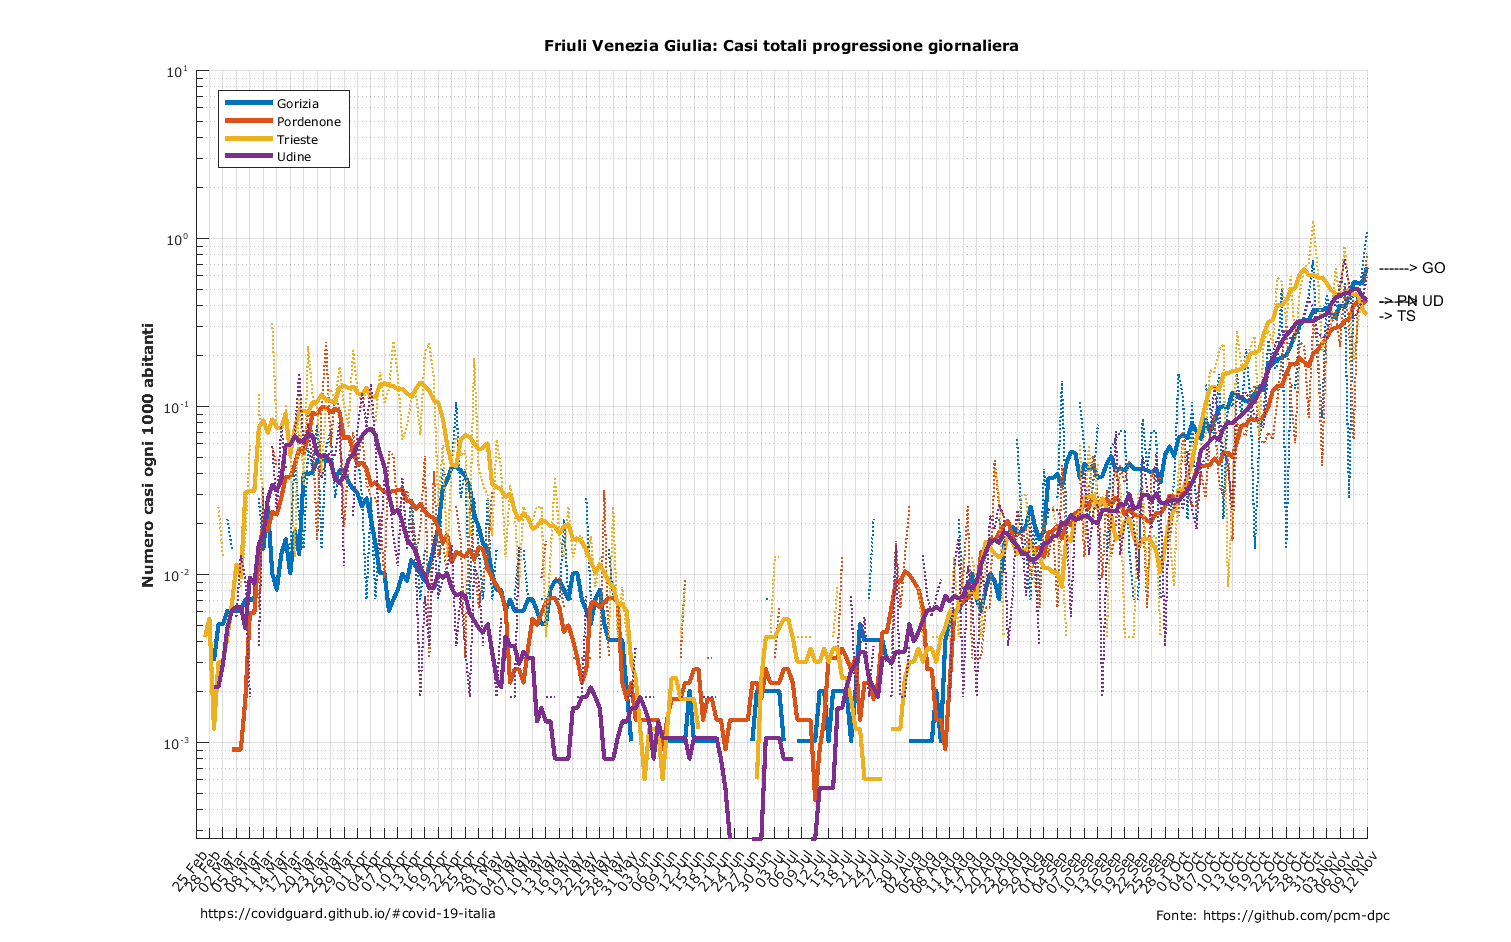 Friuli Venezia Giulia: Casi totali progressione giornaliera
Numero casi ogni 1000 abitanti
10¹
10⁰
10⁻¹
10⁻²
10⁻³
Gorizia
Pordenone
Trieste
Udine
------> GO
-> PN
UD
-> TS
25 Feb
28 Feb
02 Mar
05 Mar
08 Mar
11 Mar
14 Mar
17 Mar
20 Mar
23 Mar
26 Mar
29 Mar
01 Apr
04 Apr
07 Apr
10 Apr
13 Apr
16 Apr
19 Apr
22 Apr
25 Apr
28 Apr
01 May
04 May
07 May
10 May
13 May
16 May
19 May
22 May
25 May
28 May
31 May
03 Jun
06 Jun
09 Jun
12 Jun
15 Jun
18 Jun
21 Jun
24 Jun
27 Jun
30 Jun
03 Jul
06 Jul
09 Jul
12 Jul
15 Jul
18 Jul
21 Jul
24 Jul
27 Jul
30 Jul
02 Aug
05 Aug
08 Aug
11 Aug
14 Aug
17 Aug
20 Aug
23 Aug
26 Aug
29 Aug
01 Sep
04 Sep
07 Sep
10 Sep
13 Sep
16 Sep
19 Sep
22 Sep
25 Sep
28 Sep
01 Oct
04 Oct
07 Oct
10 Oct
13 Oct
16 Oct
19 Oct
22 Oct
25 Oct
28 Oct
31 Oct
03 Nov
06 Nov
09 Nov
12 Nov
https://covidguard.github.io/#covid-19-italia
Fonte: https://github.com/pcm-dpc